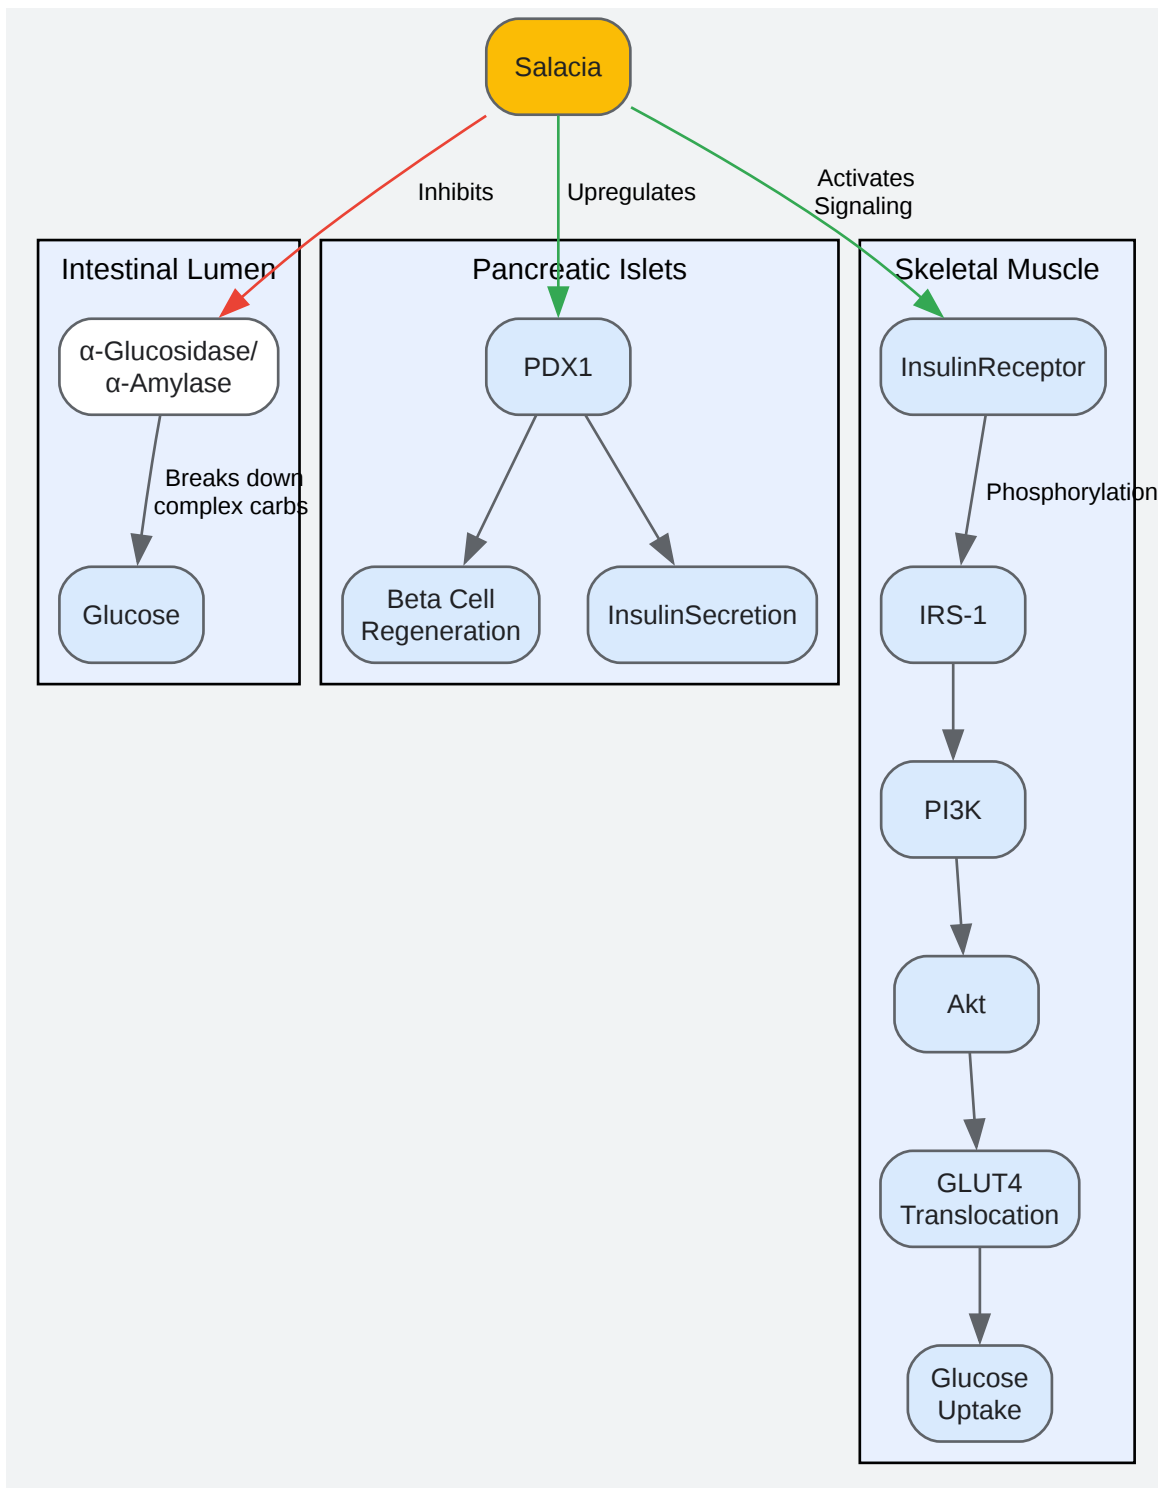 Salacia
Inhibits
Upregulates
Activates
Signaling
Intestinal Lumen
Pancreatic Islets
Skeletal Muscle
α-Glucosidase/
α-Amylase
PDX1
InsulinReceptor
Breaks down
complex carbs
Phosphorylation
Glucose
Beta Cell
Regeneration
InsulinSecretion
IRS-1
PI3K
Akt
GLUT4
Translocation
Glucose
Uptake